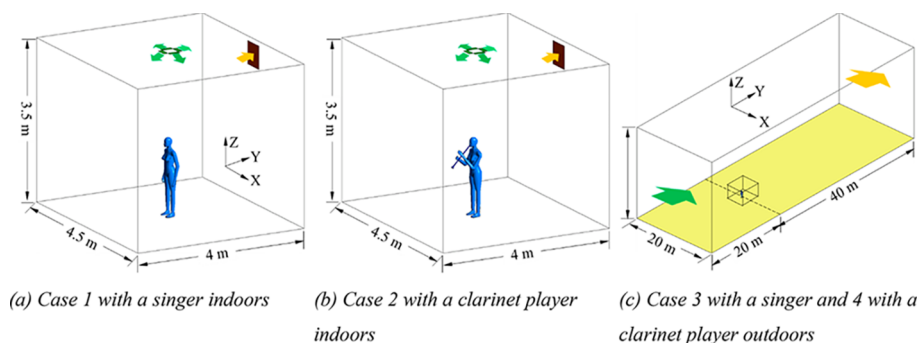 3.5 m
4.5 m
4 m
Z
Y
X
(a) Case 1 with a singer indoors
3.5 m
4.5 m
4 m
(b) Case 2 with a clarinet player
indoors
Z
Y
X
20 m
20 m
40 m
(c) Case 3 with a singer and 4 with a
clarinet player outdoors